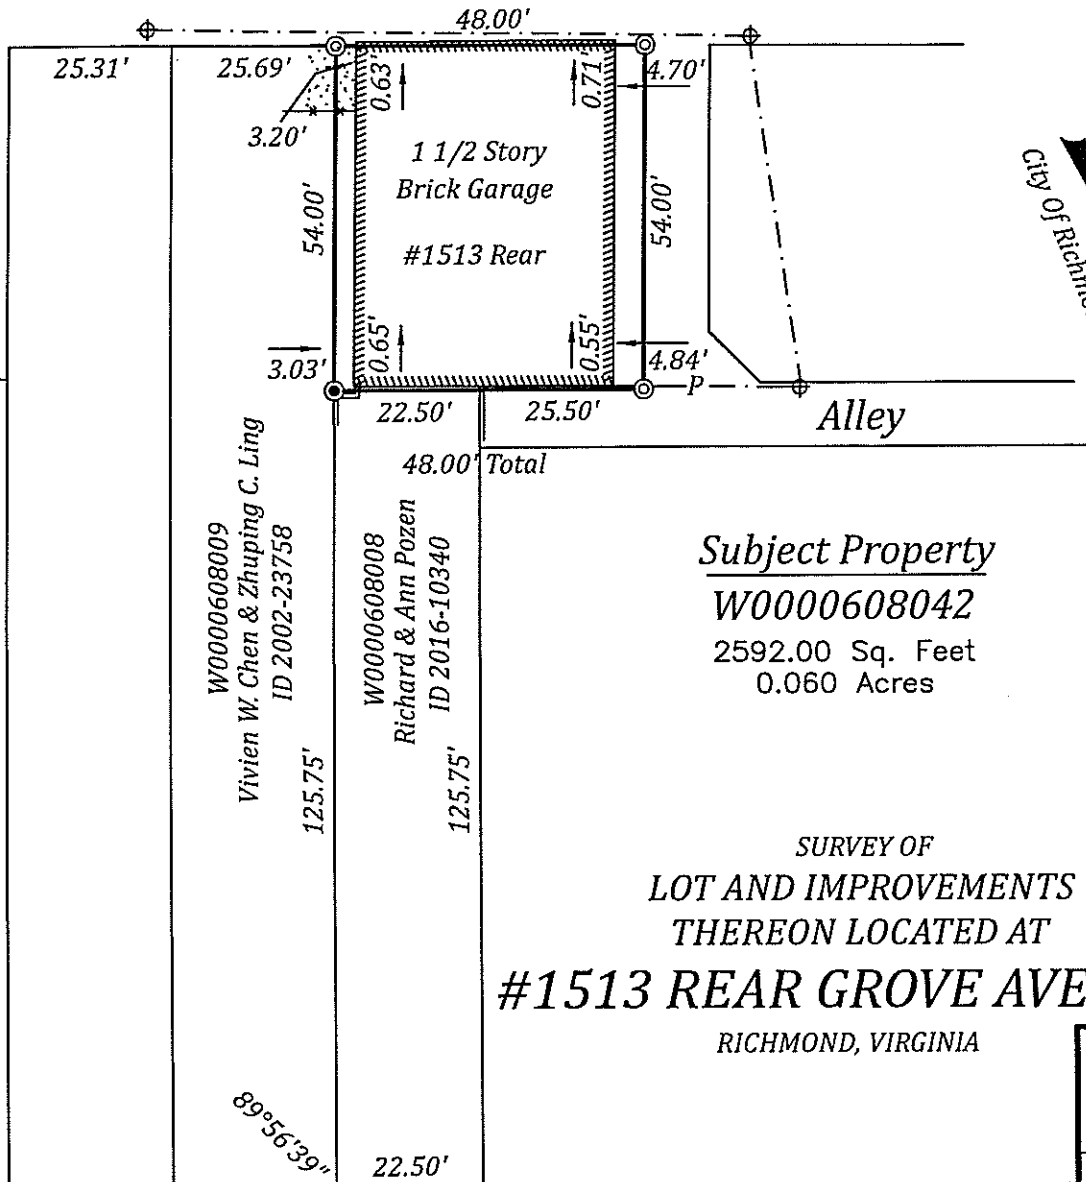 48.00'
25.31'
25.69'
0.63'
0.71'
4.70'
3.20'
1 1/2 Story
Brick Garage
#1513 Rear
54.00'
54.00'
City Of
0.65'
0.55'
3.03'
4.84'
P
22.50'
25.50'
Alley
48.00' Total
W0000608009
Vivien W. Chen & Zhuping C. Ling
ID 2002-23758
W0000608008
Richard & Ann Pozen
ID 2016-10340
125.75'
125.75'
Subject Property
W0000608042
2592.00 Sq. Feet
0.060 Acres
SURVEY OF
LOT AND IMPROVEMENTS
THEREON LOCATED AT
#1513 REAR GROVE AVE
RICHMOND, VIRGINIA
89°56'39"
22.50'